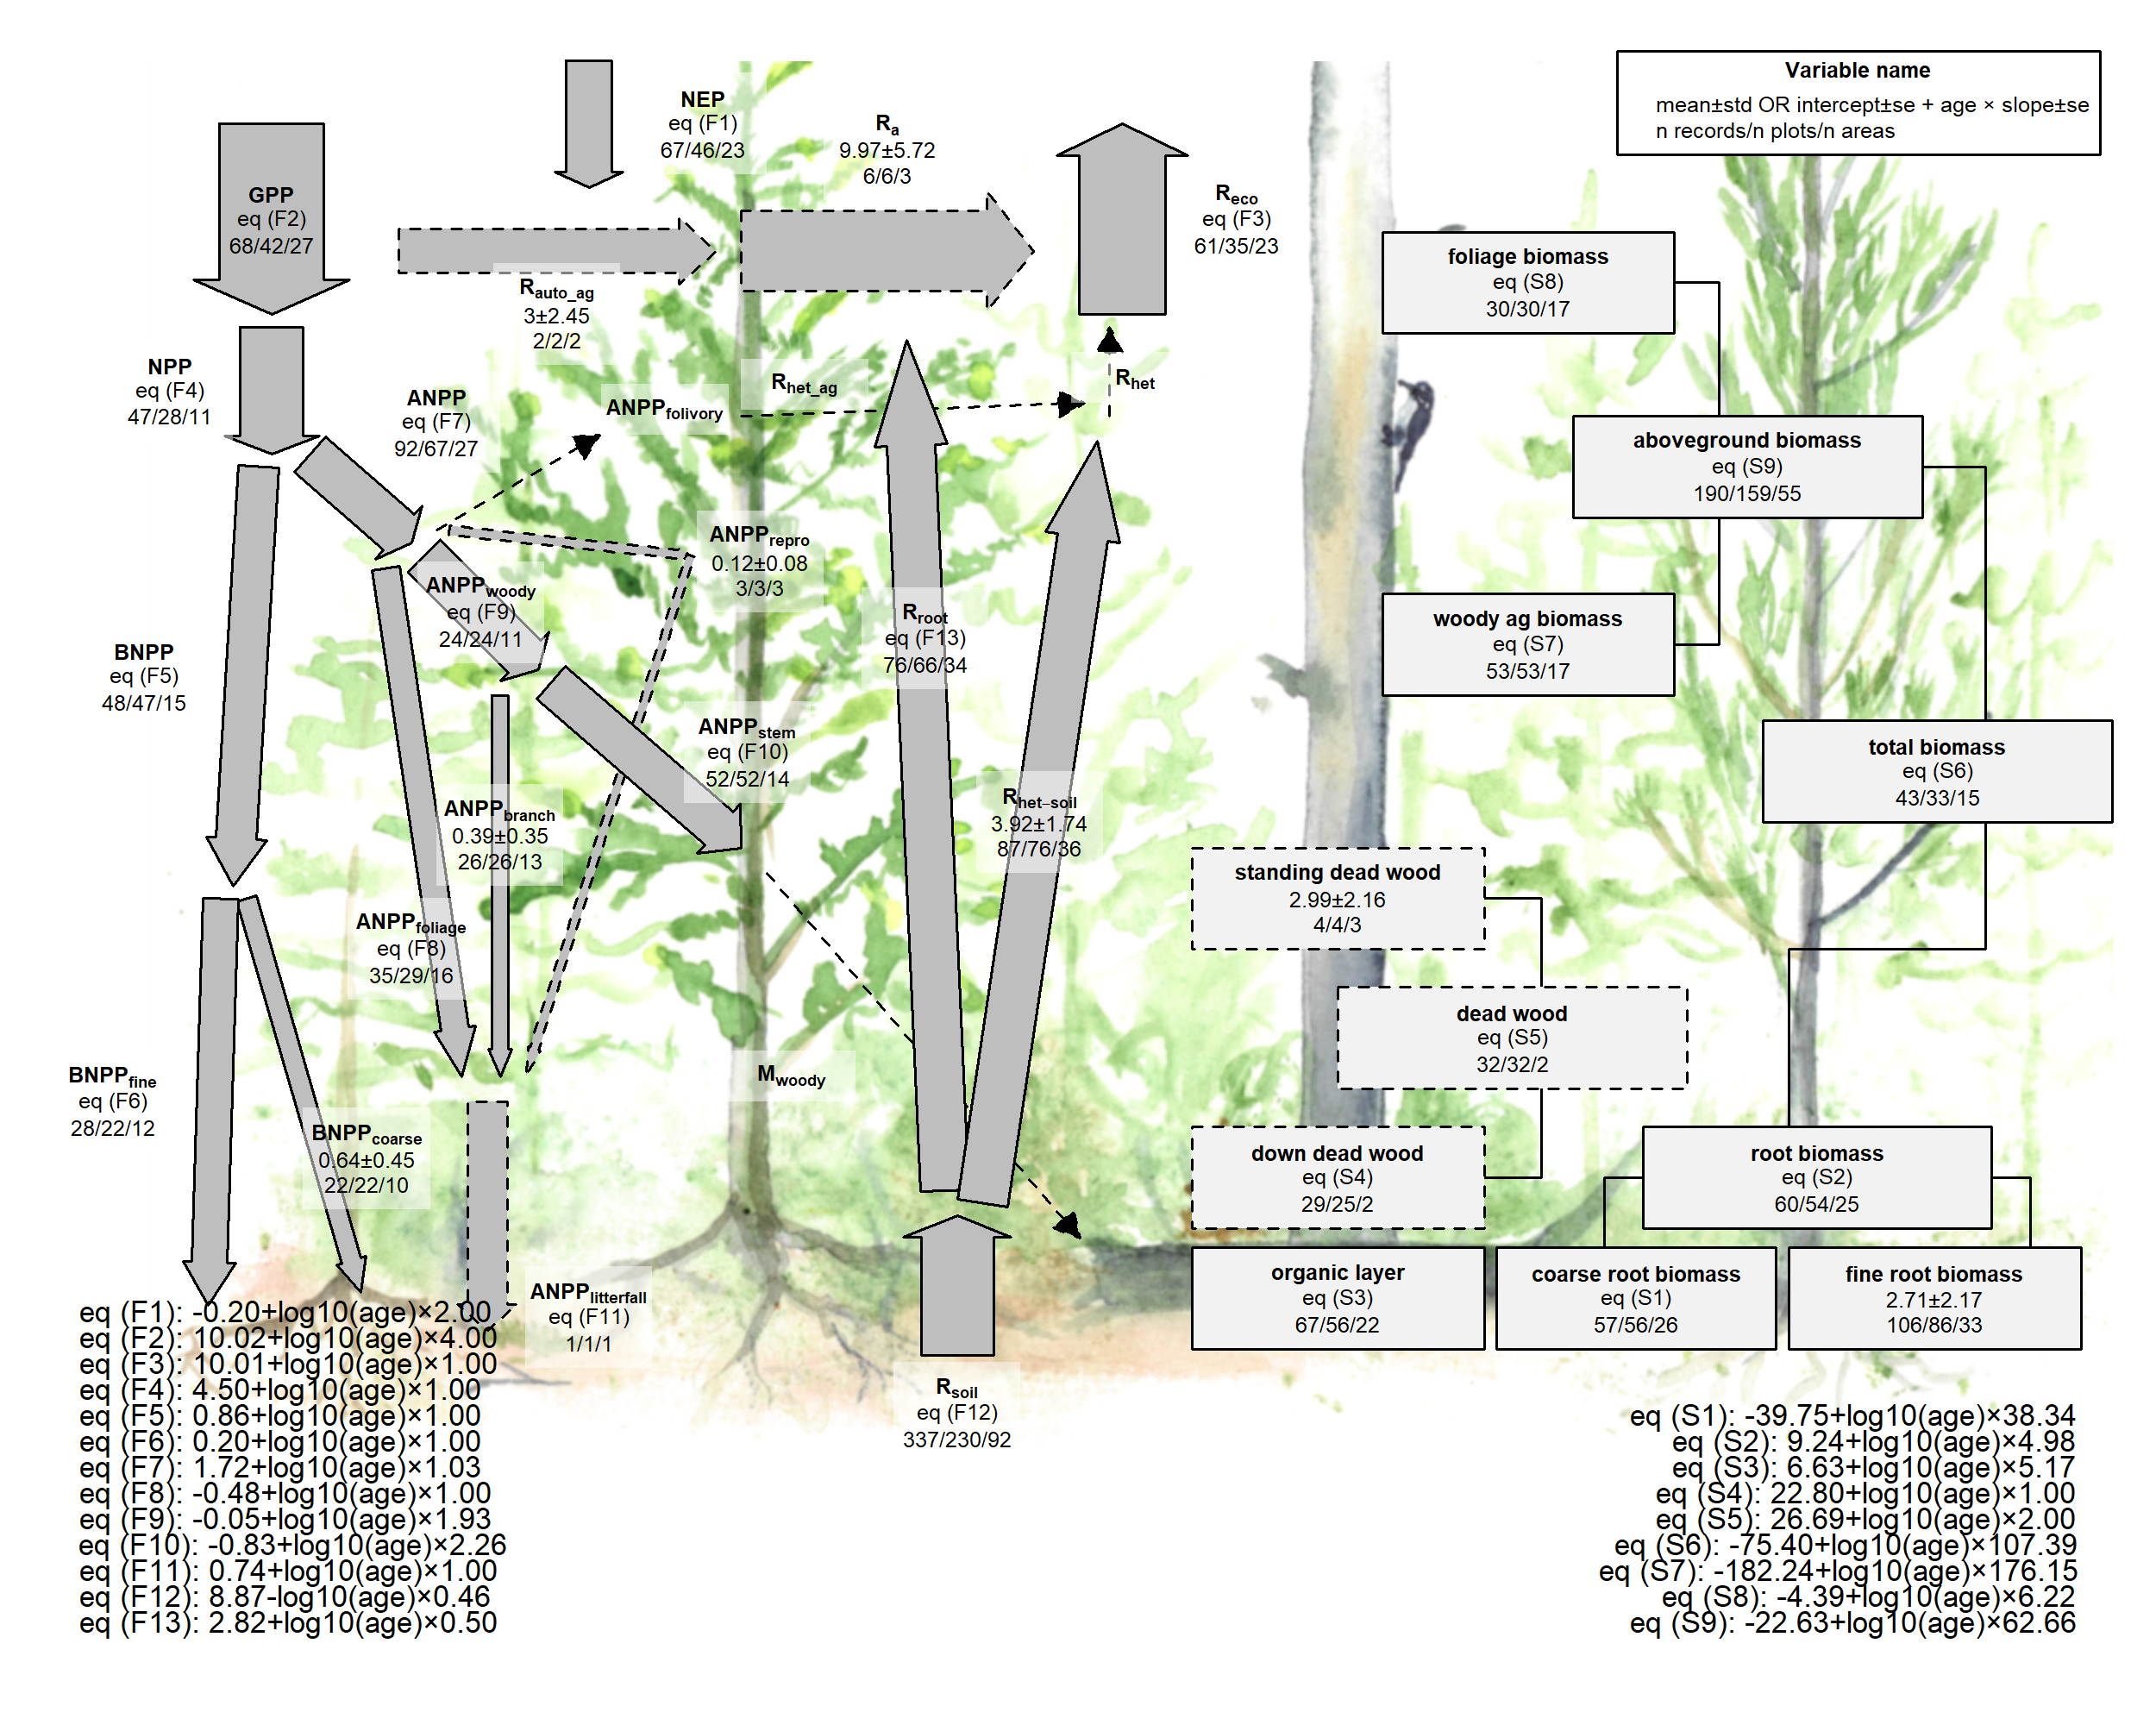 Variable name
mean±std OR intercept±se + age × slope±se
n records/n plots/n areas
NEP
eq (F1)
67/46/23
Ra
9.97±5.72
6/6/3
GPP
eq (F2)
68/42/27
Reco
eq (F3)
61/35/23
Rauto_ag
3±2.45
2/2/2
NPP
eq (F4)
47/28/11
ANPP
eq (F7)
92/67/27
ANPPfolivory
Rhet_ag
Rhet
ANPPrepro
0.12±0.08
3/3/3
ANPPwoody
eq (F9)
24/24/11
Rroot
eq (F13)
76/66/34
BNPP
eq (F5)
48/47/15
ANPPstem
eq (F10)
52/52/14
ANPPbranch
0.39±0.35
26/26/13
Rhet−soil
3.92±1.74
87/76/36
ANPPfoliage
eq (F8)
35/29/16
BNPPfine
eq (F6)
28/22/12
Mwoody
BNPPcoarse
0.64±0.45
22/22/10
ANPPlitterfall
eq (F11)
1/1/1
Rsoil
eq (F12)
337/230/92
foliage biomass
eq (S8)
30/30/17
aboveground biomass
eq (S9)
190/159/55
woody ag biomass
eq (S7)
53/53/17
total biomass
eq (S6)
43/33/15
standing dead wood
2.99±2.16
4/4/3
dead wood
eq (S5)
32/32/2
down dead wood
eq (S4)
29/25/2
root biomass
eq (S2)
60/54/25
organic layer
eq (S3)
67/56/22
coarse root biomass
eq (S1)
57/56/26
fine root biomass
2.71±2.17
106/86/33
eq (F1): -0.20+log10(age)×2.00
eq (F2): 10.02+log10(age)×4.00
eq (F3): 10.01+log10(age)×1.00
eq (F4): 4.50+log10(age)×1.00
eq (F5): 0.86+log10(age)×1.00
eq (F6): 0.20+log10(age)×1.00
eq (F7): 1.72+log10(age)×1.03
eq (F8): -0.48+log10(age)×1.00
eq (F9): -0.05+log10(age)×1.93
eq (F10): -0.83+log10(age)×2.26
eq (F11): 0.74+log10(age)×1.00
eq (F12): 8.87-log10(age)×0.46
eq (F13): 2.82+log10(age)×0.50
eq (S1): -39.75+log10(age)×38.34
eq (S2): 9.24+log10(age)×4.98
eq (S3): 6.63+log10(age)×5.17
eq (S4): 22.80+log10(age)×1.00
eq (S5): 26.69+log10(age)×2.00
eq (S6): -75.40+log10(age)×107.39
eq (S7): -182.24+log10(age)×176.15
eq (S8): -4.39+log10(age)×6.22
eq (S9): -22.63+log10(age)×62.66